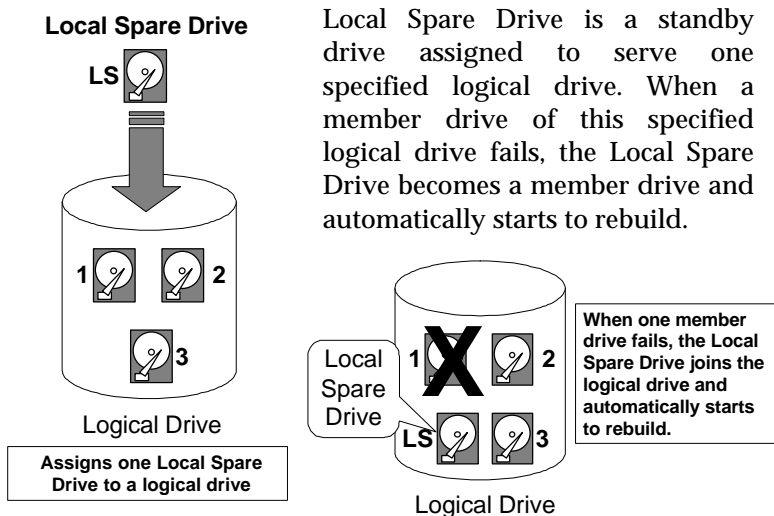 Local Spare Drive
LS
1
2
3
Logical Drive
Assigns one Local Spare
Drive to a logical drive
Local Spare Drive is a standby
drive assigned to serve one
specified logical drive. When a
member drive of this specified
logical drive fails, the Local Spare
Drive becomes a member drive and
automatically starts to rebuild.
Local
Spare
Drive
1
2
LS
3
Logical Drive
When one member
drive fails, the Local
Spare Drive joins the
logical drive and
automatically starts
to rebuild.